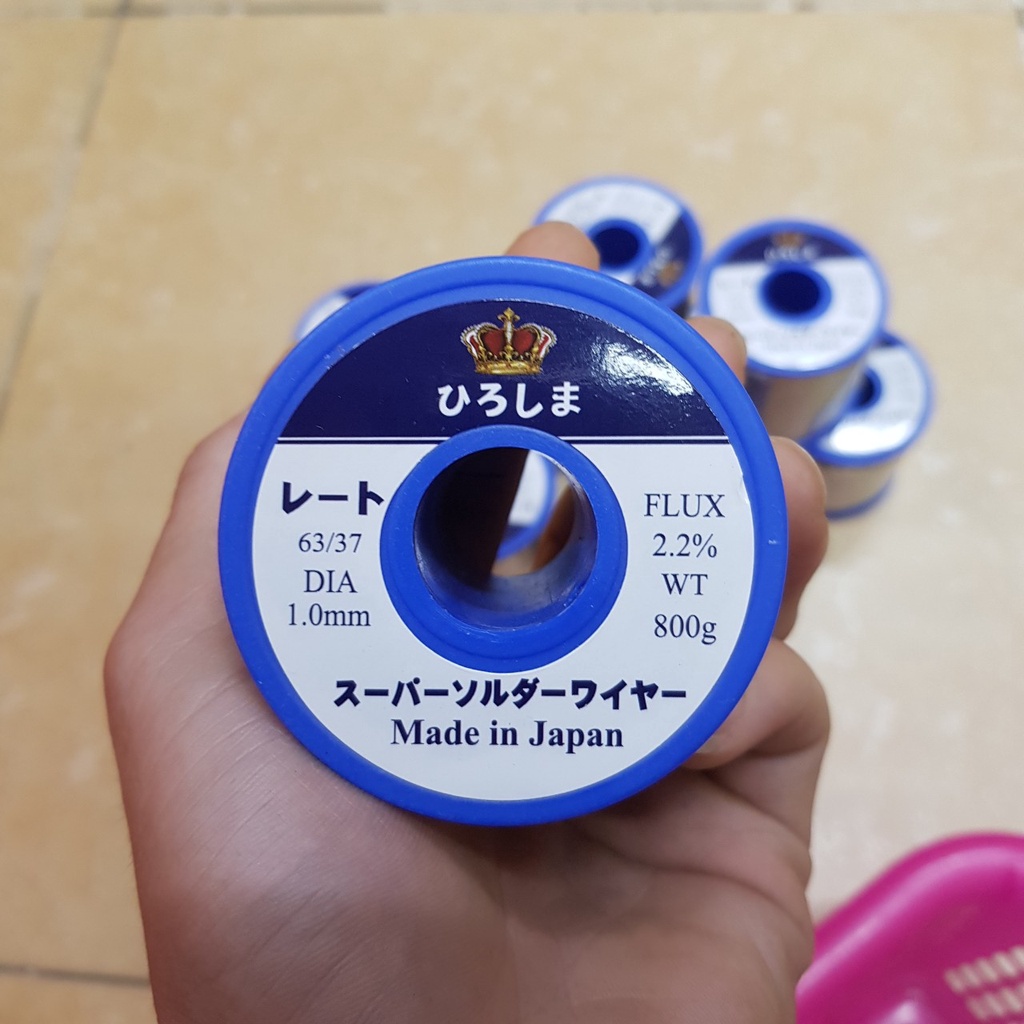 ひろしま
レート
63/37
DIA
1.0mm
FLUX
2.2%
WT
800g
スーパーソルダーワイヤー
Made in Japan